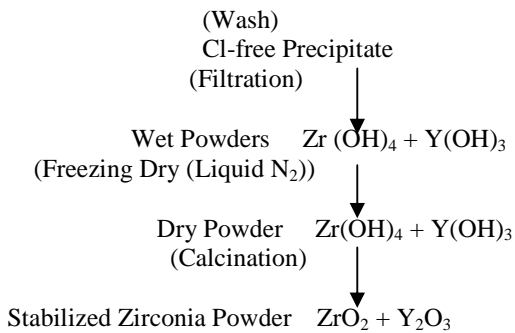 (Wash)
Cl-free Precipitate
(Filtration)
Wet Powders Zr (OH)₄ + Y(OH)₃
(Freezing Dry (Liquid N₂))
Dry Powder Zr(OH)₄ + Y(OH)₃
(Calcination)
Stabilized Zirconia Powder ZrO₂ + Y₂O₃